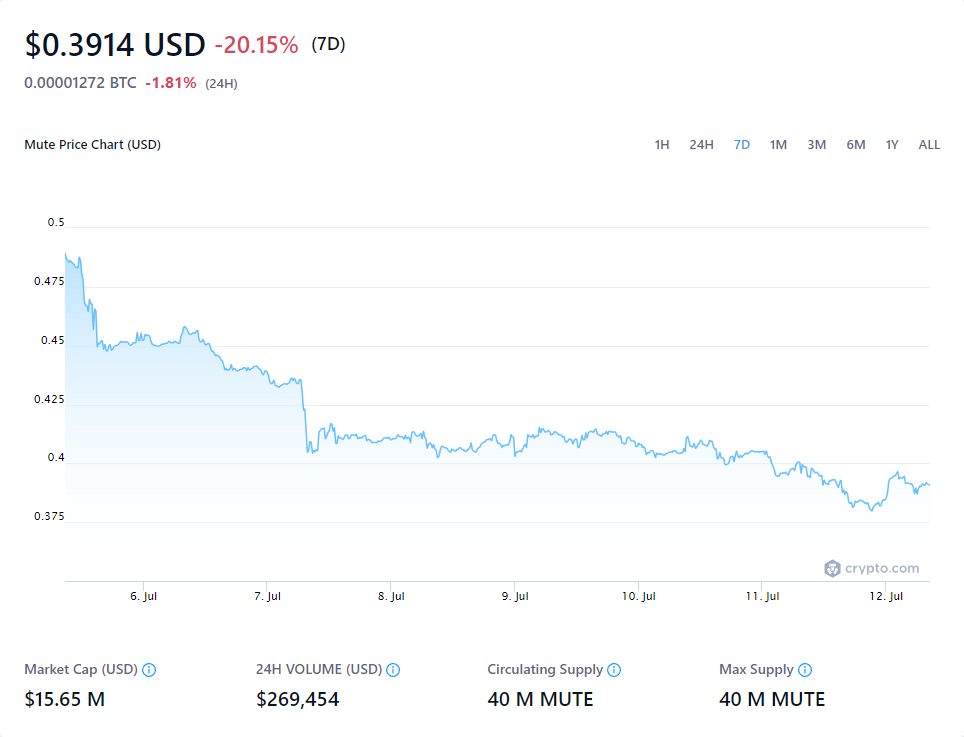 $0.3914 USD -20.15% (7D)
0.00001272 BTC -1.81% (24H)
Mute Price Chart (USD)
1H 24H 7D 1M 3M 6M 1Y ALL
0.5
0.475
0.45
0.425
0.4
0.375
crypto.com
6. Jul 7. Jul 8. Jul 9. Jul 10. Jul 11. Jul 12. Jul
Market Cap (USD) 24H VOLUME (USD) Circulating Supply Max Supply
$15.65 M $269,454 40 M MUTE 40 M MUTE